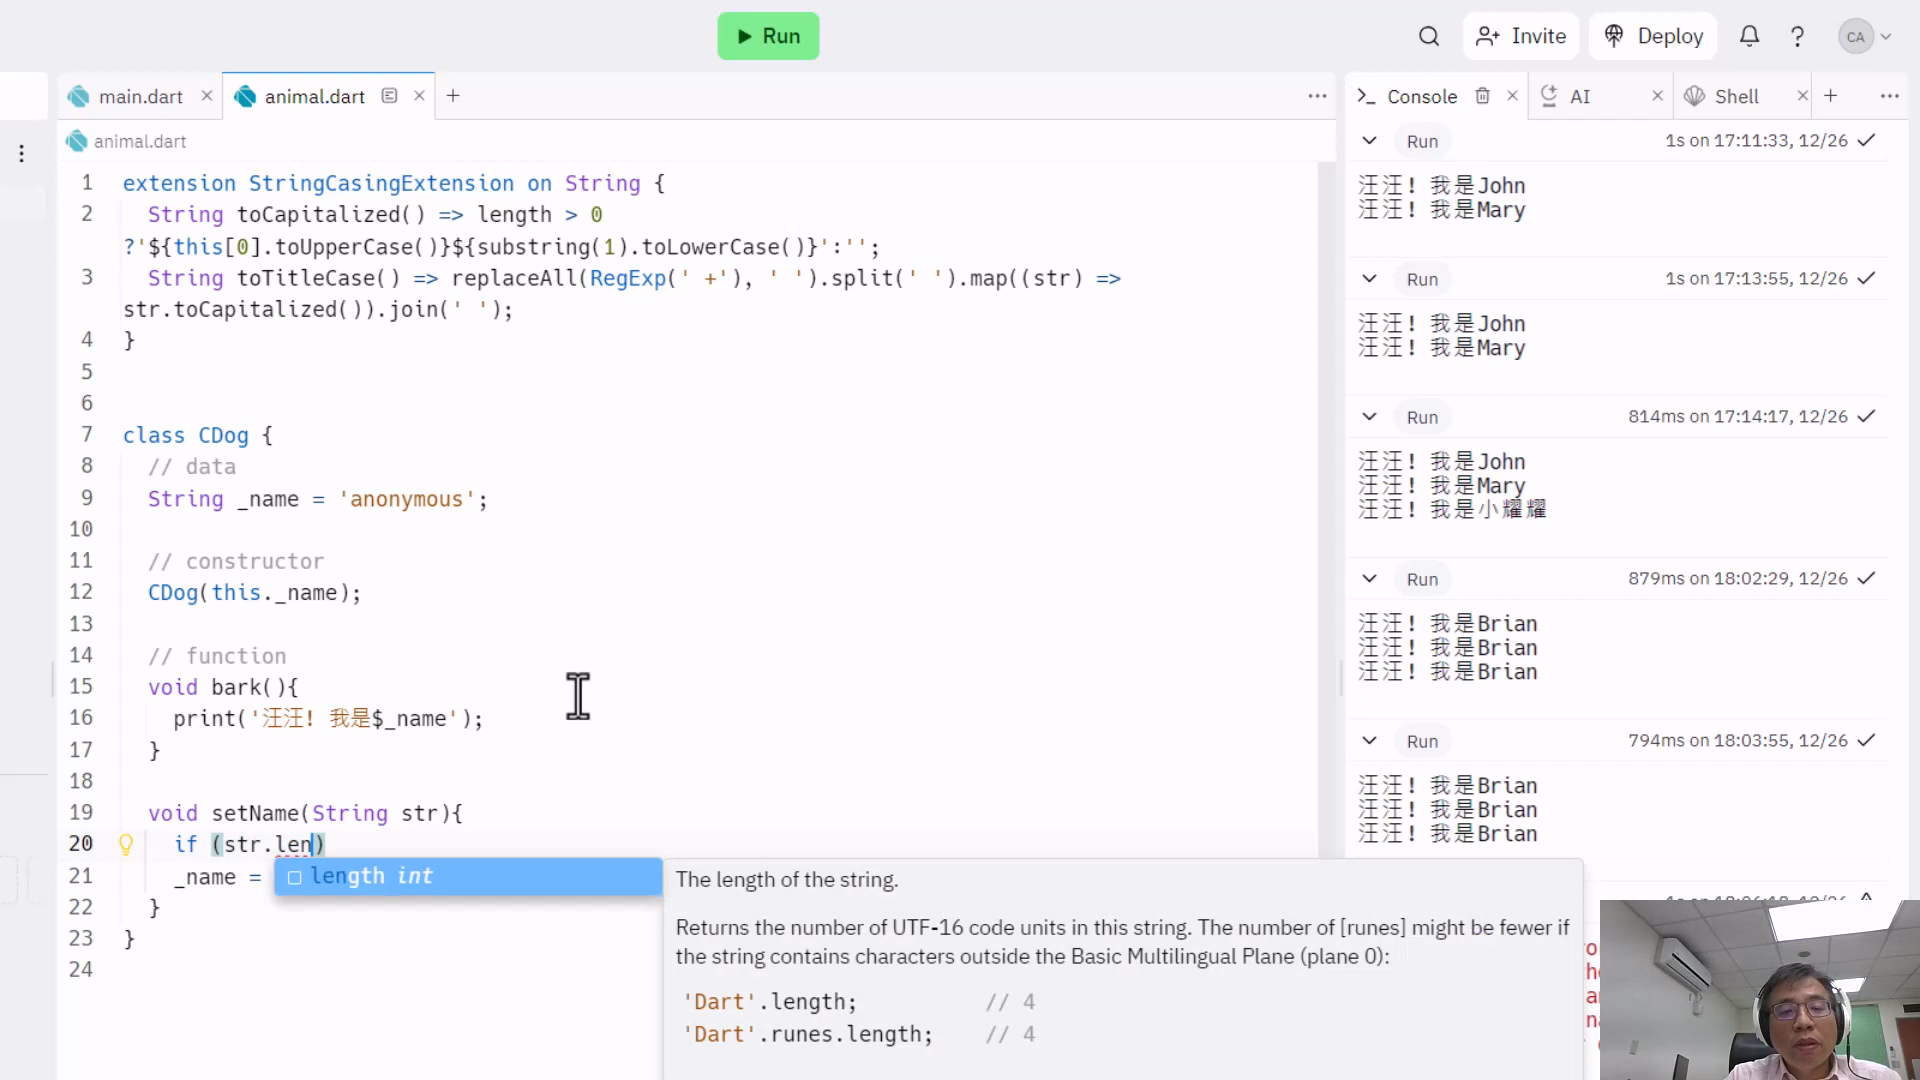 Run
Invite
Deploy
CA
main.dart
animal.dart
Console
AI
Shell
animal.dart
1 extension StringCasingExtension on String {
2 String toCapitalized() => length > 0
?'${this[0].toUpperCase()}${substring(1).toLowerCase()}':'';
3 String toTitleCase() => replaceAll(RegExp(' +'), ' ').split(' ').map((str) =>
str.toCapitalized()).join(' ');
4 }
5
6
7 class CDog {
8 // data
9 String _name = 'anonymous';
10
11 // constructor
12 CDog(this._name);
13
14 // function
15 void bark(){
16 print('汪汪! 我是$_name');
17 }
18
19 void setName(String str){
20 if (str.len)
21 _name =
22 }
23 }
24
length int
The length of the string.
Returns the number of UTF-16 code units in this string. The number of [runes] might be fewer if
the string contains characters outside the Basic Multilingual Plane (plane 0):
'Dart'.length; // 4
'Dart'.runes.length; // 4
Run 1s on 17:11:33, 12/26
汪汪! 我是John
汪汪! 我是Mary
Run 1s on 17:13:55, 12/26
汪汪! 我是John
汪汪! 我是Mary
Run 814ms on 17:14:17, 12/26
汪汪! 我是John
汪汪! 我是Mary
汪汪! 我是小耀耀
Run 879ms on 18:02:29, 12/26
汪汪! 我是Brian
汪汪! 我是Brian
汪汪! 我是Brian
Run 794ms on 18:03:55, 12/26
汪汪! 我是Brian
汪汪! 我是Brian
汪汪! 我是Brian